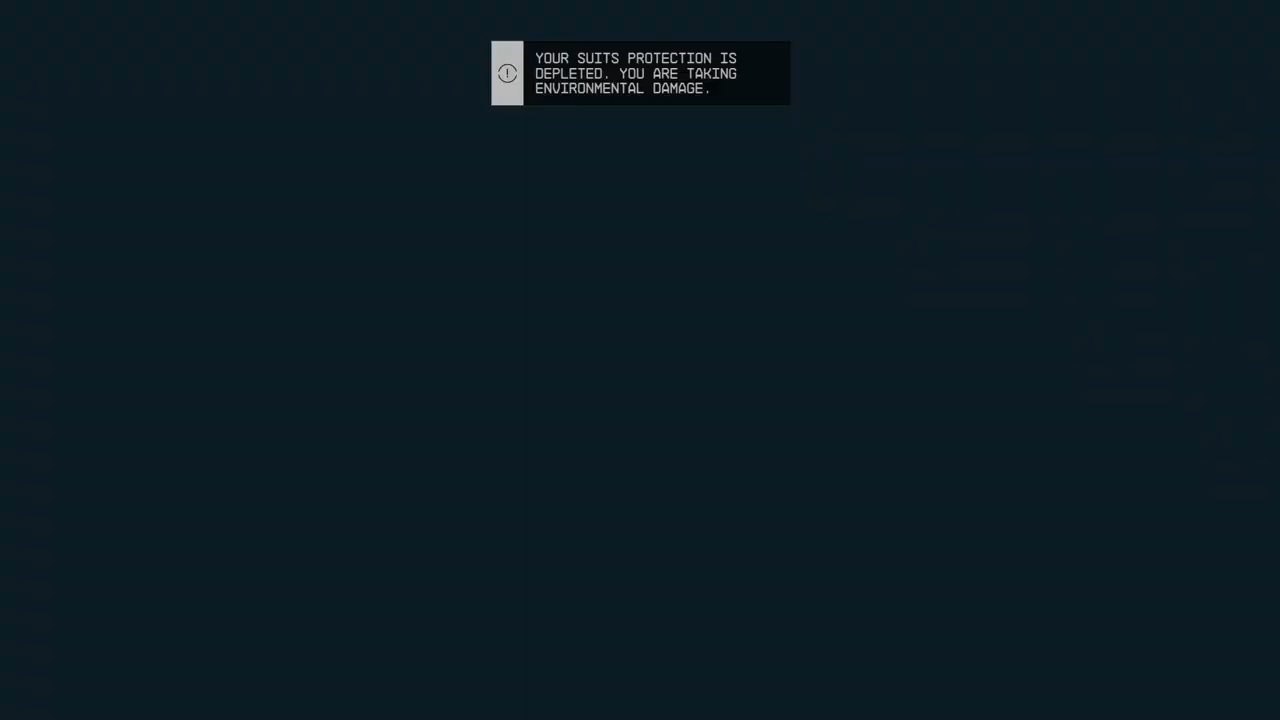 YOUR SUITS PROTECTION IS
DEPLETED. YOU ARE TAKING
ENVIRONMENTAL DAMAGE.